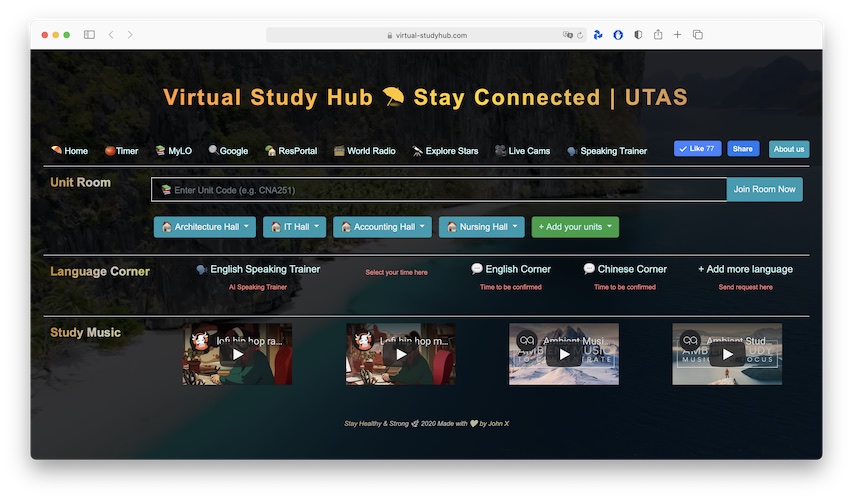 virtual-studyhub.com
Virtual Study Hub ⛱ Stay Connected | UTAS
Home Timer MyLO Google ResPortal World Radio Explore Stars Live Cams Speaking Trainer Like 77 Share About us
Unit Room
Enter Unit Code (e.g. CNA251) Join Room Now
Architecture Hall IT Hall Accounting Hall Nursing Hall + Add your units
Language Corner English Speaking Trainer English Corner Chinese Corner + Add more language
AI Speaking Trainer Select your time here Time to be confirmed Time to be confirmed Send request here
Study Music
lofi hip hop ra... Lofi hip hop m... Ambient Musi... Ambient Stud...
Stay Healthy & Strong 2020 Made with by John X